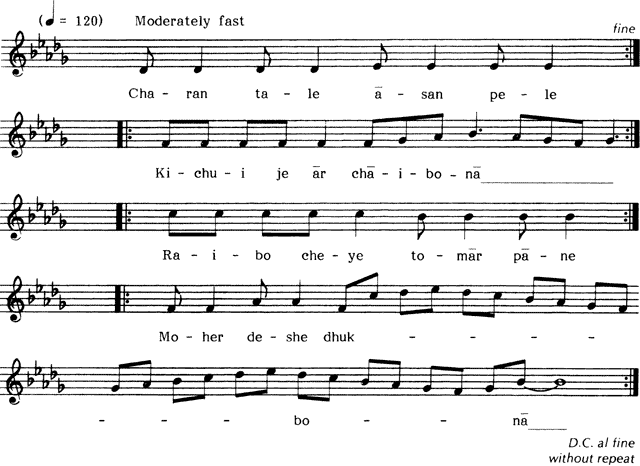 (♩ = 120) Moderately fast
fine
Cha-ran ta-le ā-san pe-le
Ki-chu-i je ār chā-i-bo-nā
Ra-i-bo che-ye to-mār pā-ne
Mo-her de-she dhuk - - - -
- - - bo - nā
D.C. al fine
without repeat